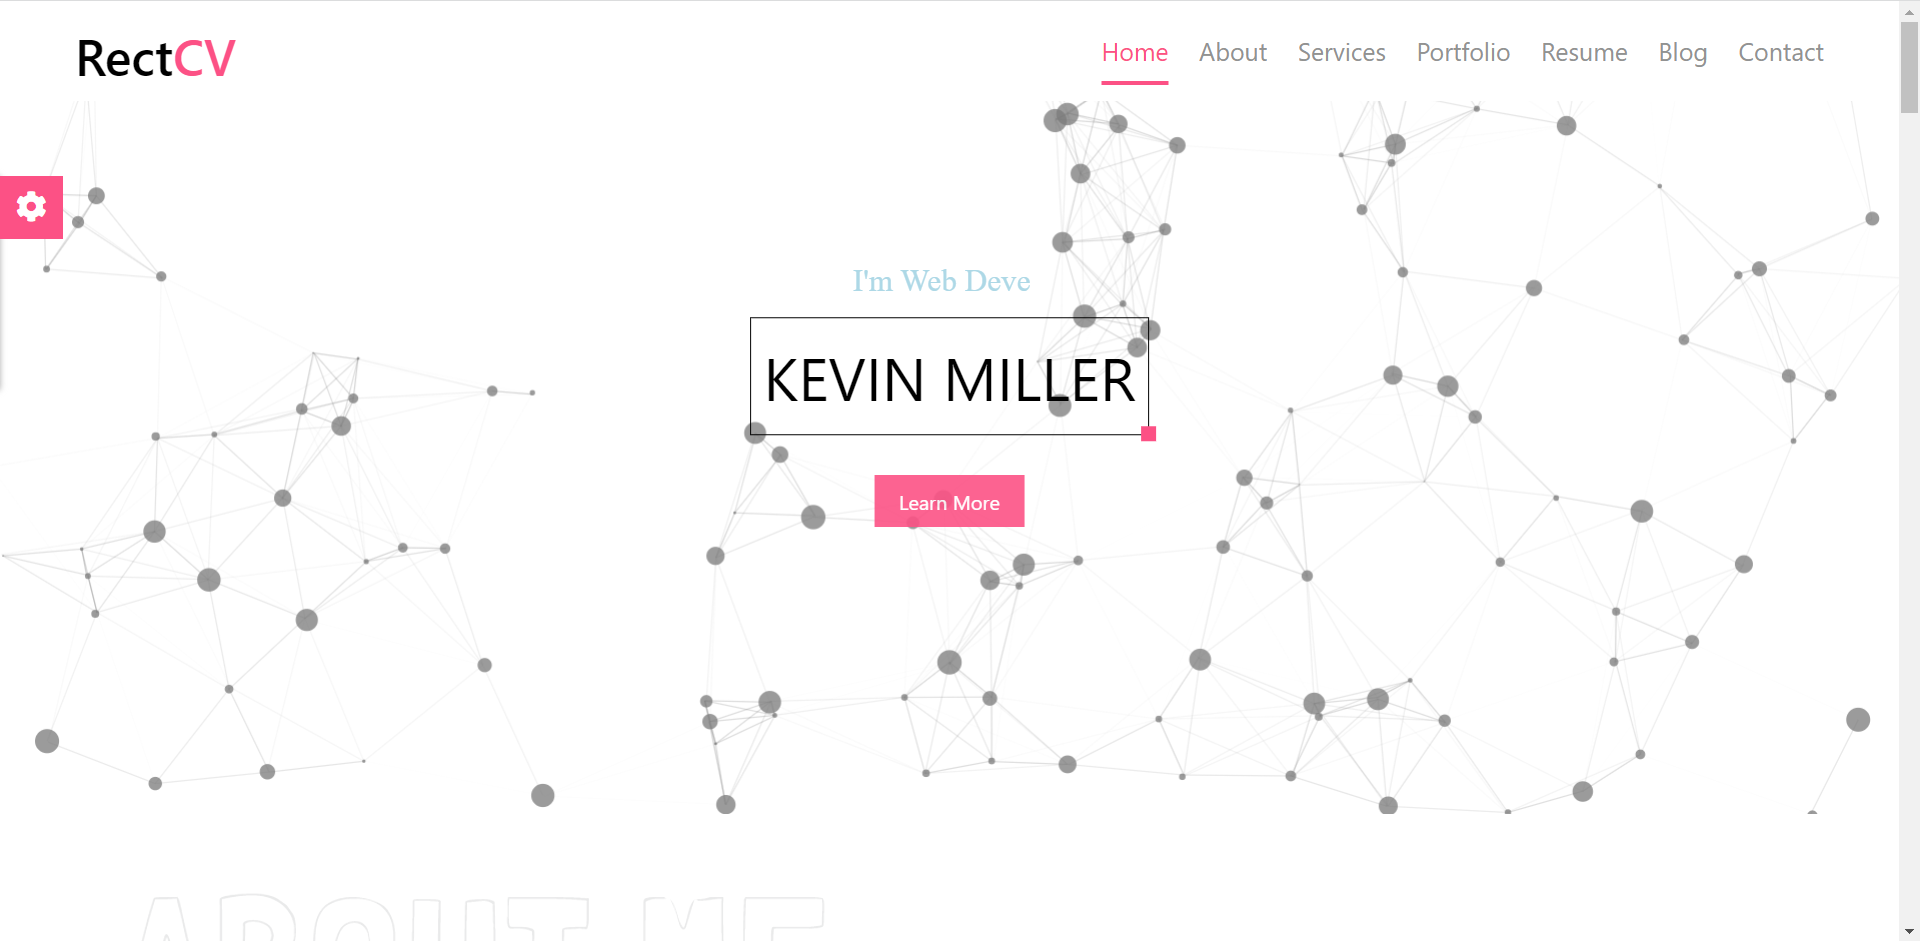 RectCV
Home About Services Portfolio Resume Blog Contact
I'm Web Deve
KEVIN MILLER
Learn More
ABOUT ME